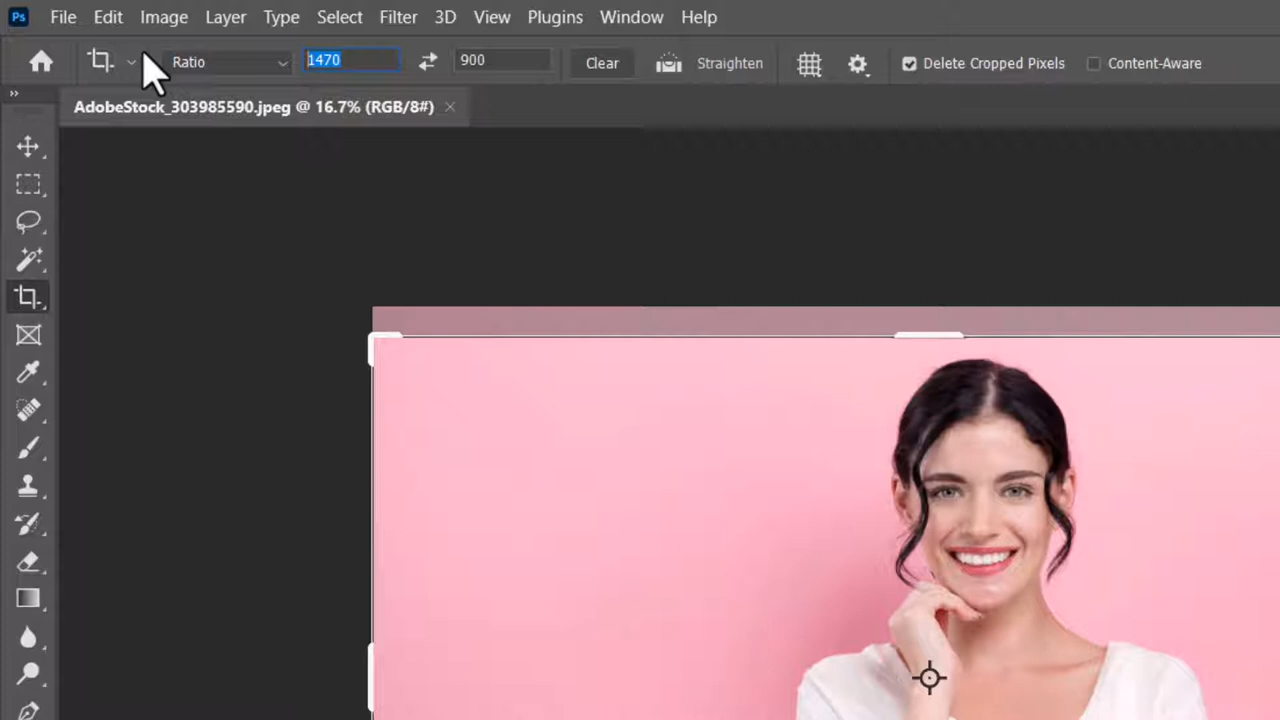 Ps File Edit Image Layer Type Select Filter 3D View Plugins Window Help
Ratio 1470 900 Clear Straighten Delete Cropped Pixels Content-Aware
AdobeStock_303985590.jpeg @ 16.7% (RGB/8#)